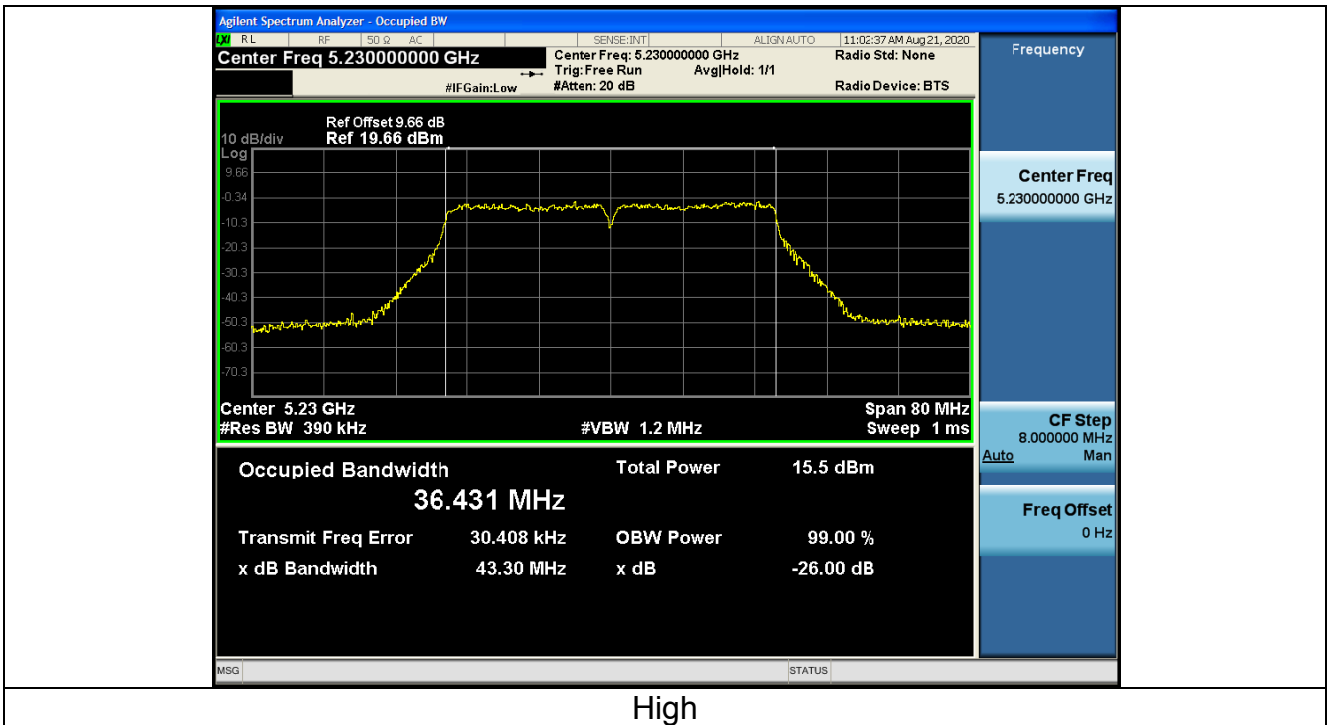 Agilent Spectrum Analyzer - Occupied BW
LXI RL RF 50 Ω AC SENSE:INT ALIGN AUTO 11:02:37 AM Aug 21, 2020
Center Freq 5.230000000 GHz
Center Freq: 5.230000000 GHz
Radio Std: None
Trig: Free Run Avg|Hold: 1/1
#IFGain:Low
#Atten: 20 dB
Radio Device: BTS
Ref Offset 9.66 dB
10 dB/div Ref 19.66 dBm
Log
9.66
-0.34
-10.3
-20.3
-30.3
-40.3
-50.3
-60.3
-70.3
Center 5.23 GHz Span 80 MHz
#Res BW 390 kHz #VBW 1.2 MHz Sweep 1 ms
Occupied Bandwidth Total Power 15.5 dBm
36.431 MHz
Transmit Freq Error 30.408 kHz OBW Power 99.00 %
x dB Bandwidth 43.30 MHz x dB -26.00 dB
MSG STATUS
Frequency
Center Freq
5.230000000 GHz
CF Step
8.000000 MHz
Auto Man
Freq Offset
0 Hz
High